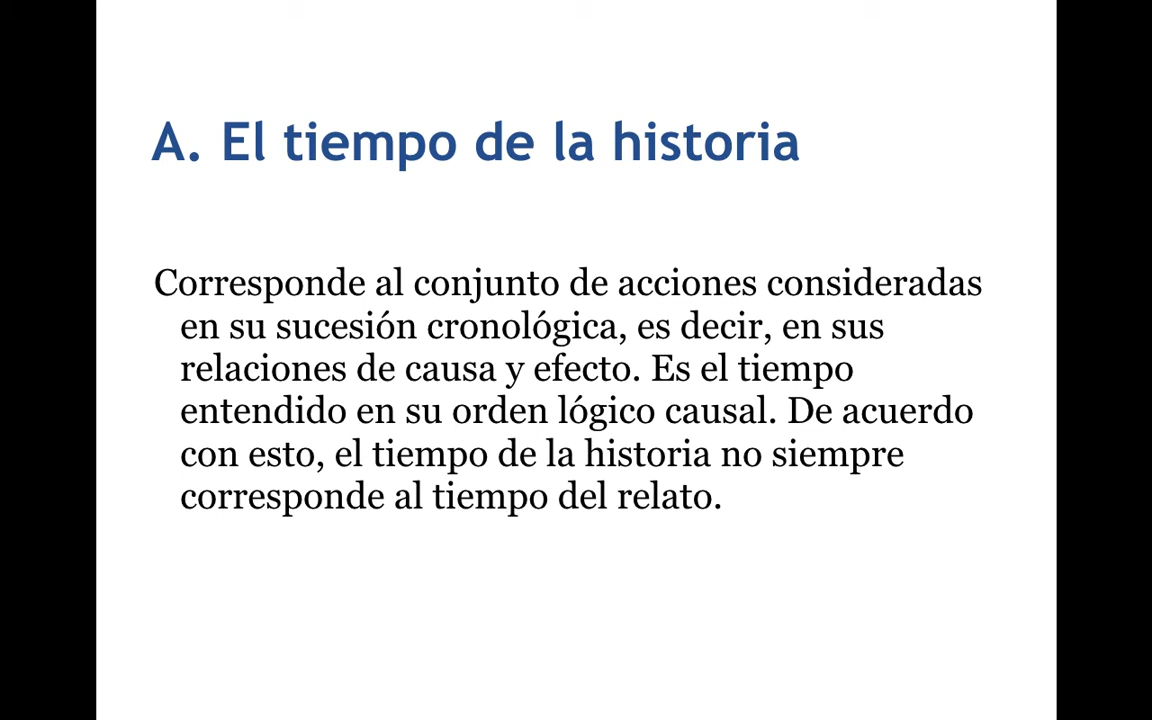 A. El tiempo de la historia
Corresponde al conjunto de acciones consideradas
en su sucesión cronológica, es decir, en sus
relaciones de causa y efecto. Es el tiempo
entendido en su orden lógico causal. De acuerdo
con esto, el tiempo de la historia no siempre
corresponde al tiempo del relato.